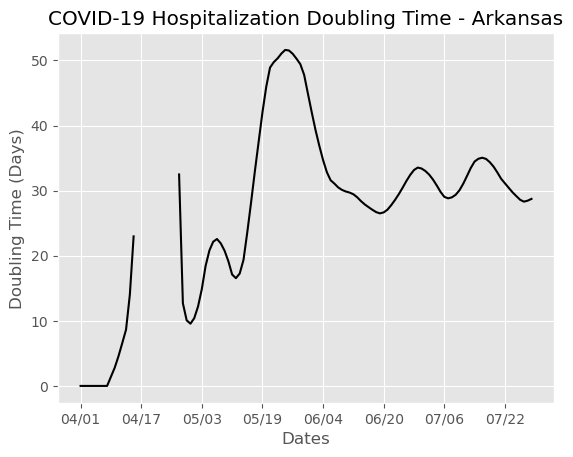 COVID-19 Hospitalization Doubling Time - Arkansas
50
40
30
20
10
0
Doubling Time (Days)
04/01 04/17 05/03 05/19 06/04 06/20 07/06 07/22
Dates